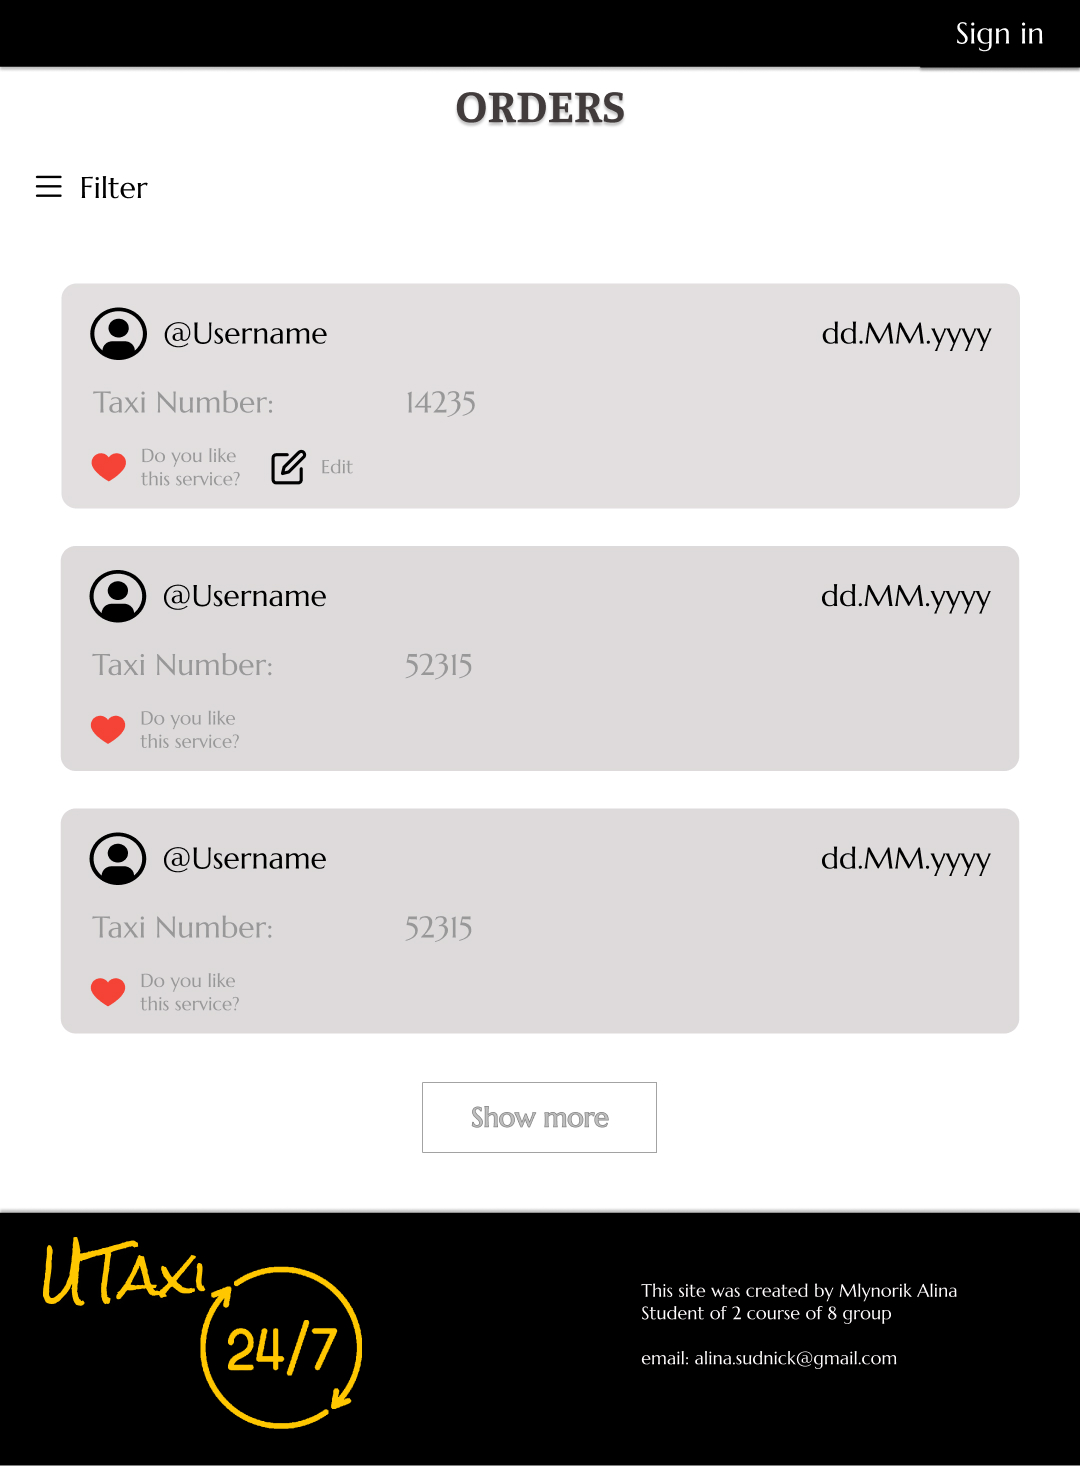 Sign in
ORDERS
Filter
@Username
dd.MM.yyyy
Taxi Number:
14235
Do you like
this service?
Edit
@Username
dd.MM.yyyy
Taxi Number:
52315
Do you like
this service?
@Username
dd.MM.yyyy
Taxi Number:
52315
Do you like
this service?
Show more
UTAXI
24/7
This site was created by Mlynorik Alina
Student of 2 course of 8 group
email: alina.sudnick@gmail.com